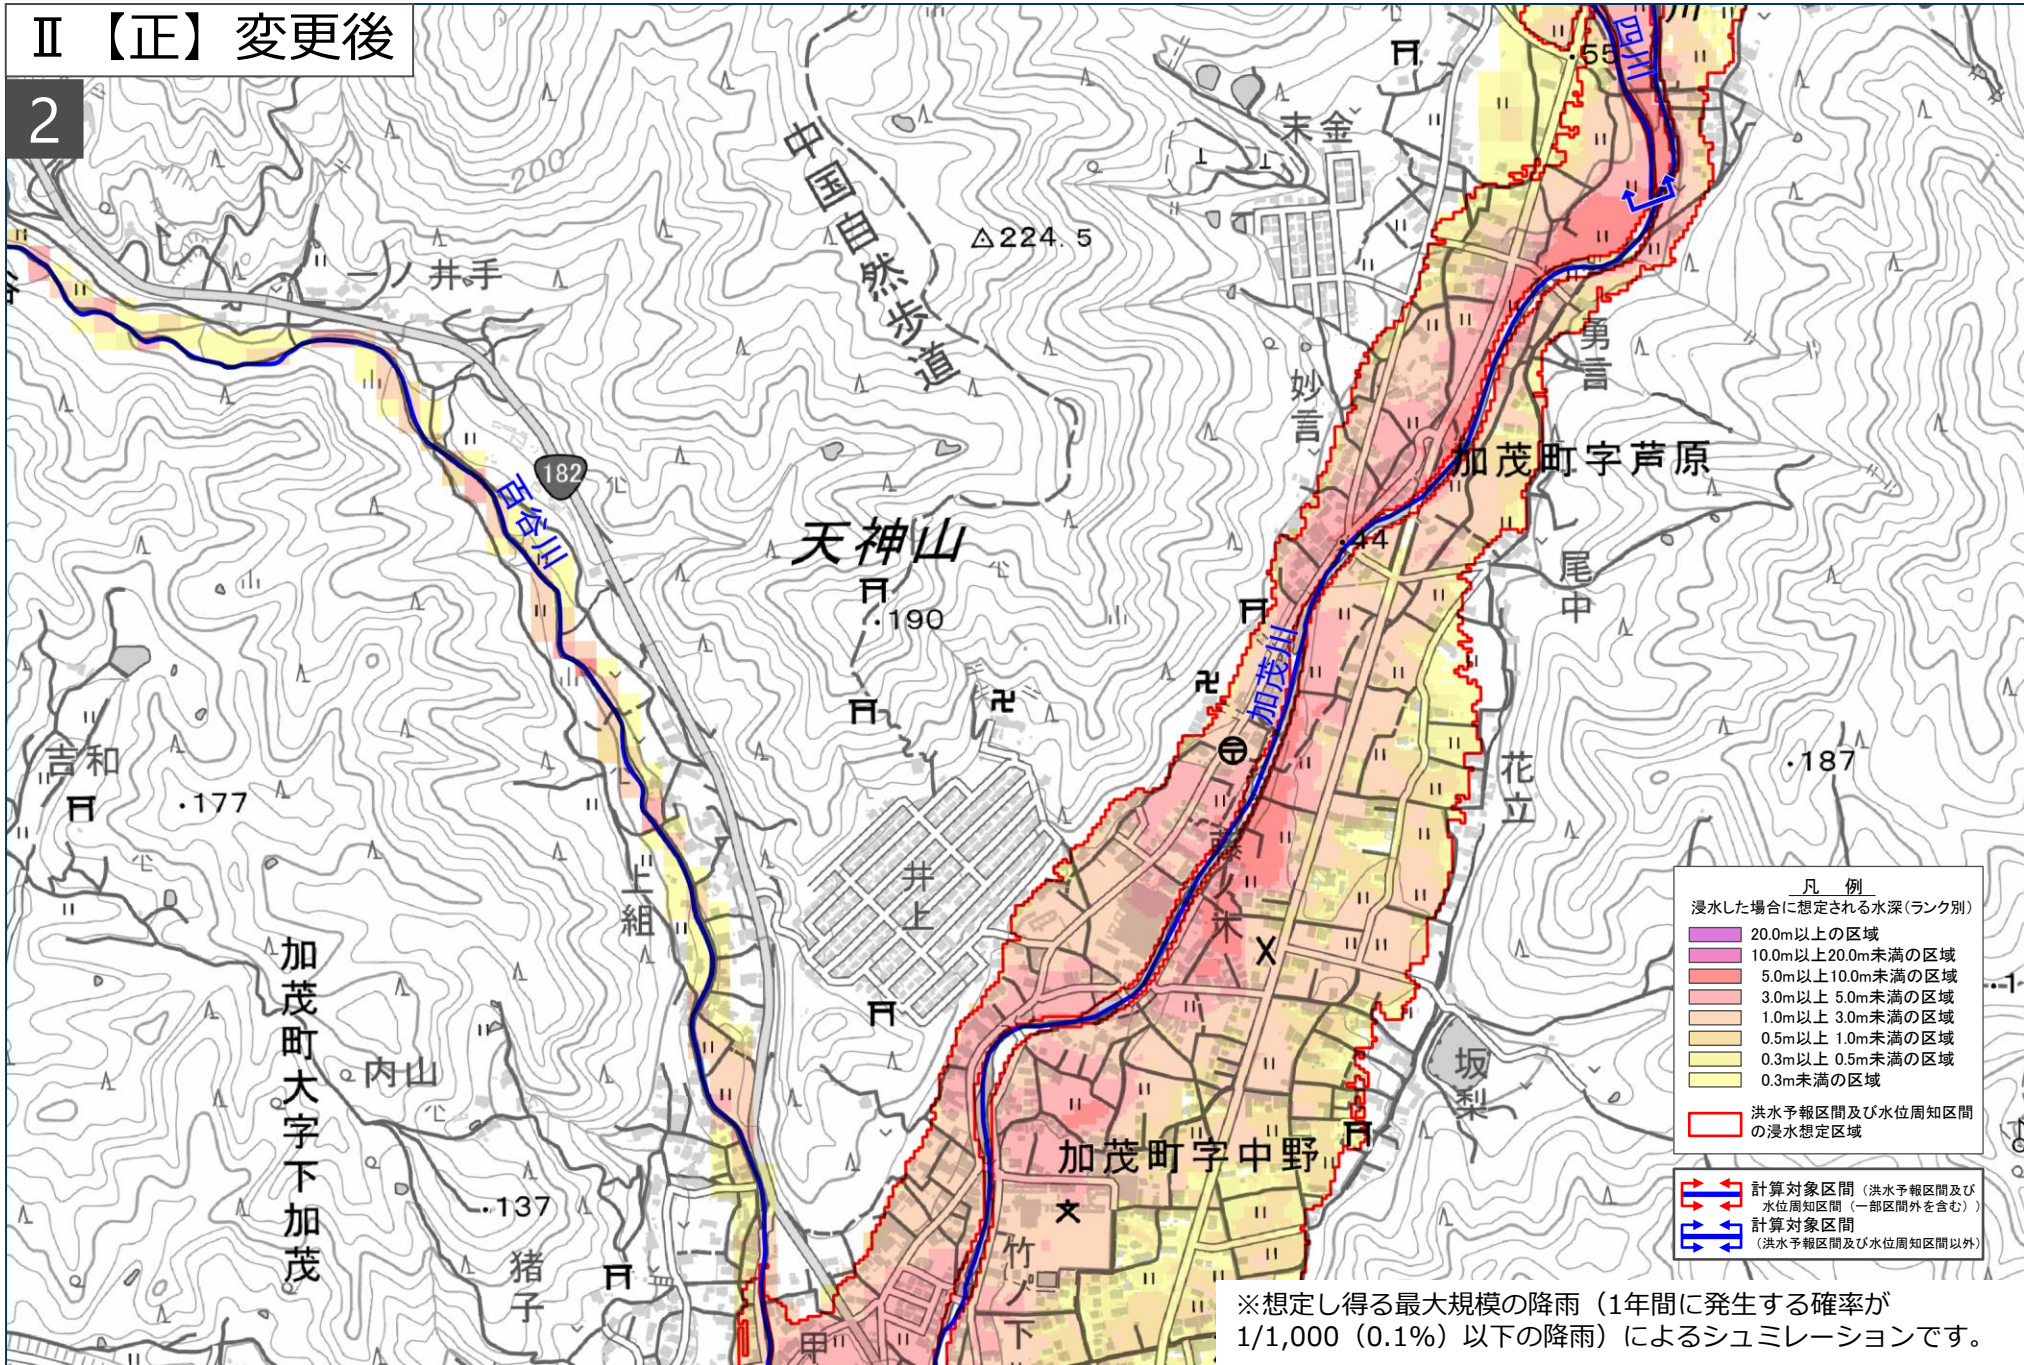 Ⅱ 【正】変更後
2
四川
川
55
末金
200
中国自然歩道
224.5
一ノ井手
谷
勇言
妙言
加茂町字芦原
182
百谷川
天神山
44
尾中
190
加茂川
吉和
177
187
花立
藤ノ木
井上
上組
加茂町大字下加茂
内山
坂梨
加茂町字中野
137
猪子
竹ノ下
甲
凡 例
浸水した場合に想定される水深(ランク別)
20.0m以上の区域
10.0m以上20.0m未満の区域
5.0m以上10.0m未満の区域
3.0m以上 5.0m未満の区域
1.0m以上 3.0m未満の区域
0.5m以上 1.0m未満の区域
0.3m以上 0.5m未満の区域
0.3m未満の区域
洪水予報区間及び水位周知区間
の浸水想定区域
計算対象区間（洪水予報区間及び
水位周知区間（一部区間外を含む））
計算対象区間
（洪水予報区間及び水位周知区間以外）
※想定し得る最大規模の降雨（1年間に発生する確率が
1/1,000（0.1%）以下の降雨）によるシュミレーションです。